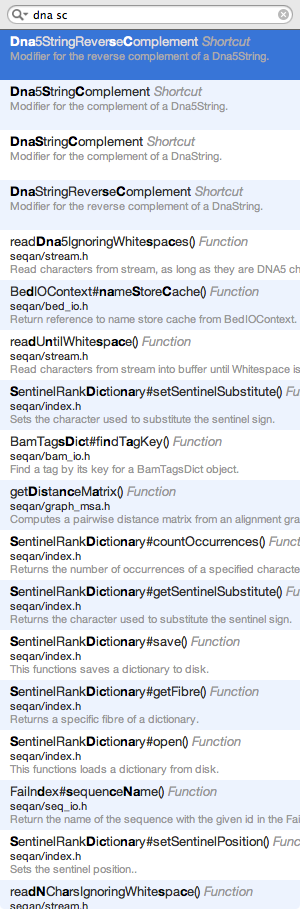 dna sc
Dna5StringReverseComplement Shortcut
Modifier for the reverse complement of a Dna5String.
Dna5StringComplement Shortcut
Modifier for the complement of a Dna5String.
DnaStringComplement Shortcut
Modifier for the complement of a DnaString.
DnaStringReverseComplement Shortcut
Modifier for the reverse complement of a DnaString.
readDna5IgnoringWhitespaces() Function
seqan/stream.h
Read characters from stream, as long as they are DNA5 ch
BedIOContext#nameStoreCache() Function
seqan/bed_io.h
Return reference to name store cache from BedIOContext.
readUntilWhitespace() Function
seqan/stream.h
Read characters from stream into buffer until Whitespace is
SentinelRankDictionary#setSentinelSubstitute() Fu
seqan/index.h
Sets the character used to substitute the sentinel sign.
BamTagsDict#findTagKey() Function
seqan/bam_io.h
Find a tag by its key for a BamTagsDict object.
getDistanceMatrix() Function
seqan/graph_msa.h
Computes a pairwise distance matrix from an alignment gra
SentinelRankDictionary#countOccurrences() Functi
seqan/index.h
Returns the number of occurrences of a specified characte
SentinelRankDictionary#getSentinelSubstitute() Fu
seqan/index.h
Returns the character used to substitute the sentinel sign.
SentinelRankDictionary#save() Function
seqan/index.h
This functions saves a dictionary to disk.
SentinelRankDictionary#getFibre() Function
seqan/index.h
Returns a specific fibre of a dictionary.
SentinelRankDictionary#open() Function
seqan/index.h
This functions loads a dictionary from disk.
FaiIndex#sequenceName() Function
seqan/seq_io.h
Return the name of the sequence with the given id in the Fai
SentinelRankDictionary#setSentinelPosition() Func
seqan/index.h
Sets the sentinel position..
readNCharsIgnoringWhitespace() Function
seqan/stream.h